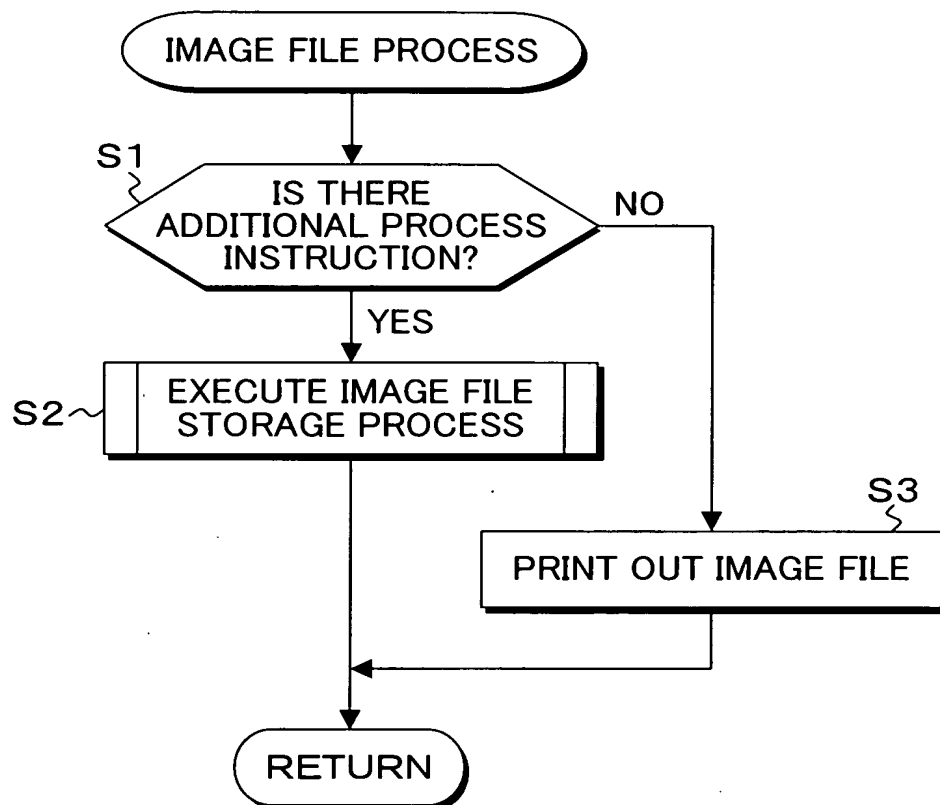 IMAGE FILE PROCESS
S1
IS THERE
ADDITIONAL PROCESS
INSTRUCTION?
NO
YES
S2
EXECUTE IMAGE FILE
STORAGE PROCESS
S3
PRINT OUT IMAGE FILE
RETURN